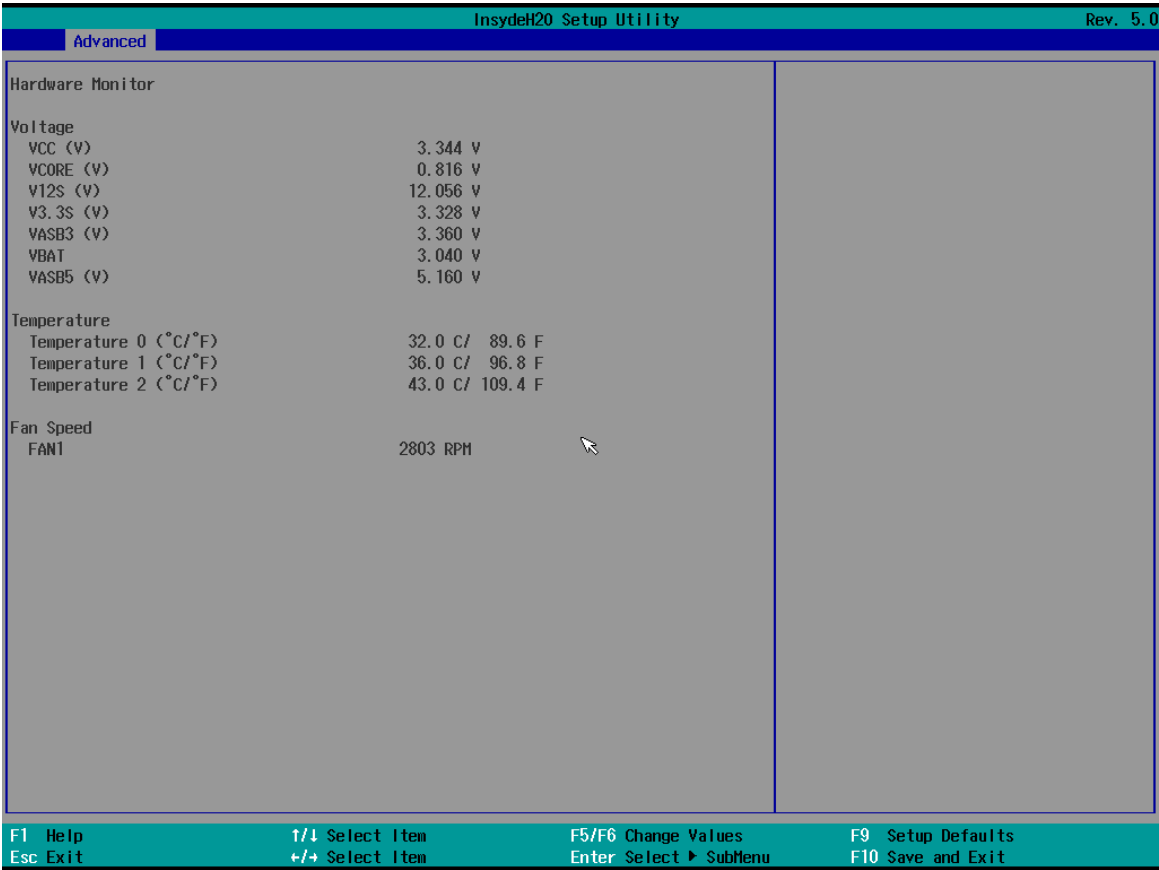 InsydeH20 Setup Utility Rev. 5.0
Advanced
Hardware Monitor
Voltage
VCC (V) 3.344 V
VCORE (V) 0.816 V
V12S (V) 12.056 V
V3.3S (V) 3.328 V
VASB3 (V) 3.360 V
VBAT 3.040 V
VASB5 (V) 5.160 V
Temperature
Temperature 0 (°C/°F) 32.0 C/ 89.6 F
Temperature 1 (°C/°F) 36.0 C/ 96.8 F
Temperature 2 (°C/°F) 43.0 C/ 109.4 F
Fan Speed
FAN1 2803 RPM
F1 Help ↑/↓ Select Item F5/F6 Change Values F9 Setup Defaults
Esc Exit ←/→ Select Item Enter Select ▶ SubMenu F10 Save and Exit